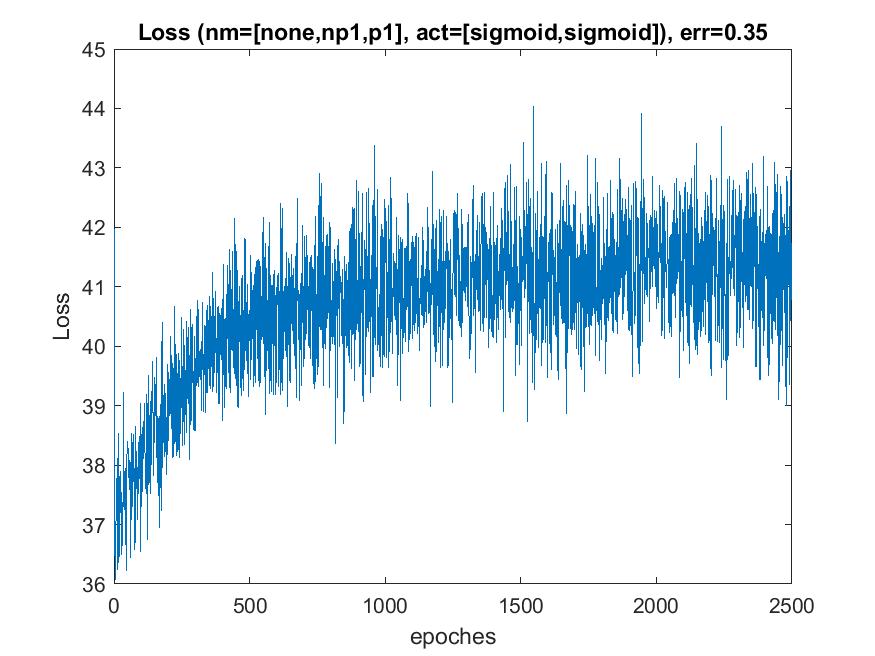 Loss (nm=[none,np1,p1], act=[sigmoid,sigmoid]), err=0.35
45
44
43
42
41
40
39
38
37
36
Loss
0 500 1000 1500 2000 2500
epoches